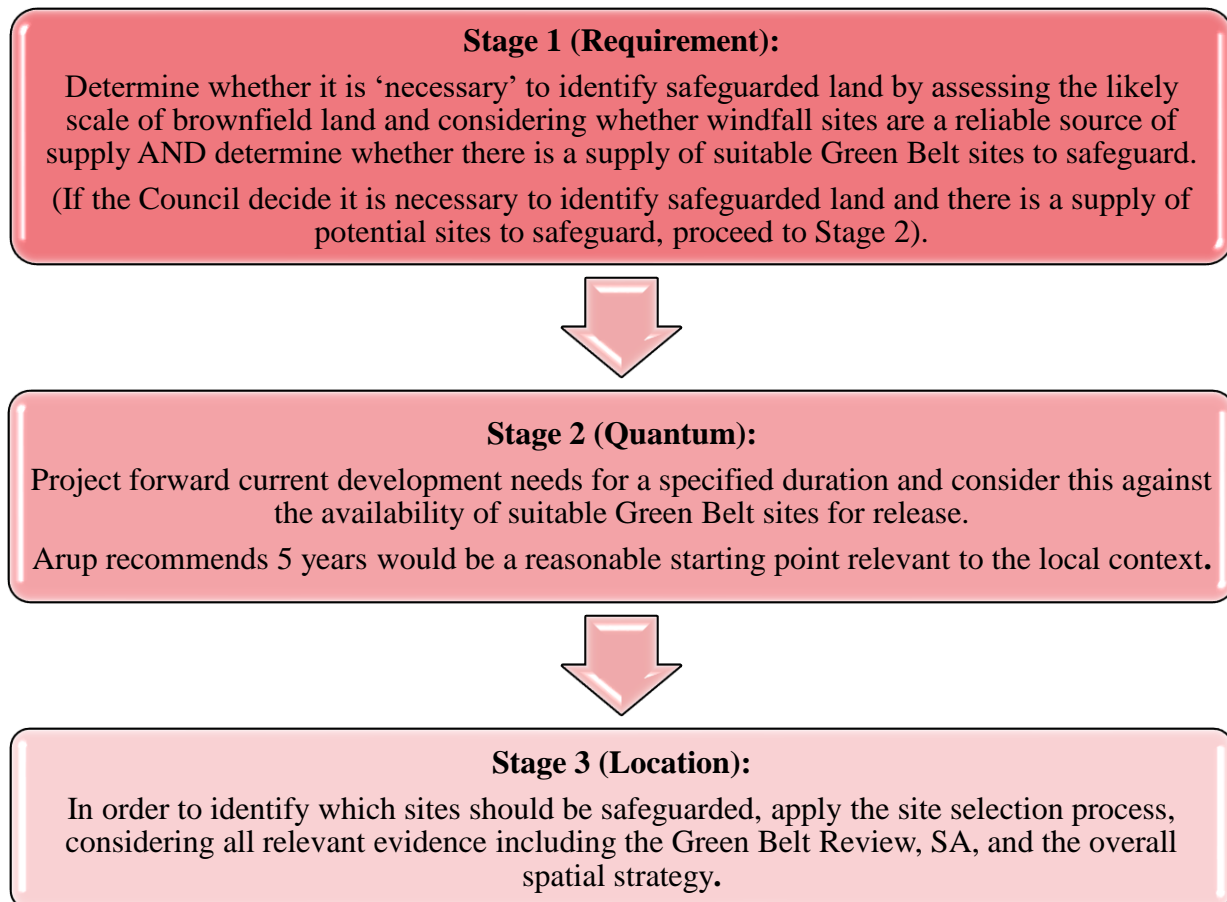 Stage 1 (Requirement):
Determine whether it is ‘necessary’ to identify safeguarded land by assessing the likely
scale of brownfield land and considering whether windfall sites are a reliable source of
supply AND determine whether there is a supply of suitable Green Belt sites to safeguard.
(If the Council decide it is necessary to identify safeguarded land and there is a supply of
potential sites to safeguard, proceed to Stage 2).
Stage 2 (Quantum):
Project forward current development needs for a specified duration and consider this against
the availability of suitable Green Belt sites for release.
Arup recommends 5 years would be a reasonable starting point relevant to the local context.
Stage 3 (Location):
In order to identify which sites should be safeguarded, apply the site selection process,
considering all relevant evidence including the Green Belt Review, SA, and the overall
spatial strategy.